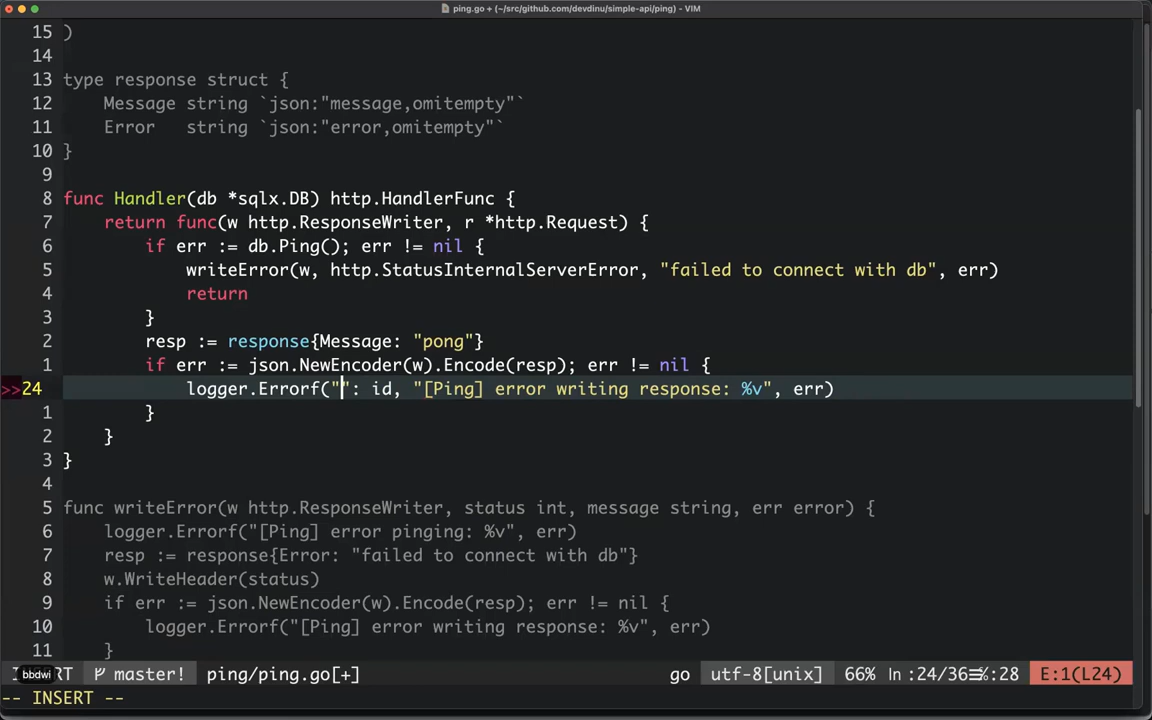 ping.go + (~/src/github.com/devdinu/simple-api/ping) - VIM
15 )
14
13 type response struct {
12     Message string `json:"message,omitempty"`
11     Error   string `json:"error,omitempty"`
10 }
9
8 func Handler(db *sqlx.DB) http.HandlerFunc {
7     return func(w http.ResponseWriter, r *http.Request) {
6         if err := db.Ping(); err != nil {
5             writeError(w, http.StatusInternalServerError, "failed to connect with db", err)
4             return
3         }
2         resp := response{Message: "pong"}
1         if err := json.NewEncoder(w).Encode(resp); err != nil {
>>24             logger.Errorf("": id, "[Ping] error writing response: %v", err)
1         }
2     }
3 }
4
5 func writeError(w http.ResponseWriter, status int, message string, err error) {
6     logger.Errorf("[Ping] error pinging: %v", err)
7     resp := response{Error: "failed to connect with db"}
8     w.WriteHeader(status)
9     if err := json.NewEncoder(w).Encode(resp); err != nil {
10         logger.Errorf("[Ping] error writing response: %v", err)
11     }
bbdwi RT master! ping/ping.go[+] go utf-8[unix] 66% ln :24/36 ℅:28 E:1(L24)
-- INSERT --